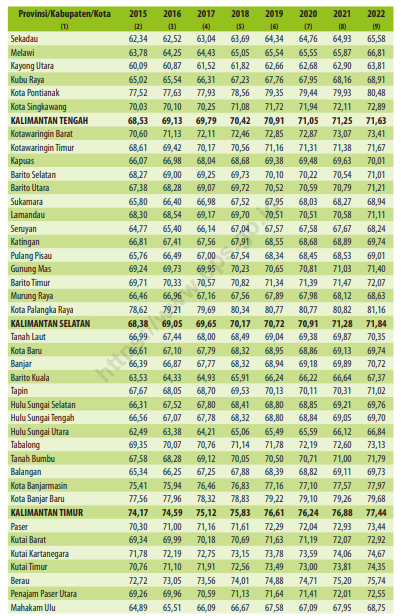 Provinsi/Kabupaten/Kota 2015 2016 2017 2018 2019 2020 2021 2022
(1) (2) (3) (4) (5) (6) (7) (8) (9)
Sekadau 62,34 62,52 63,04 63,69 64,34 64,76 64,93 65,58
Melawi 63,78 64,25 64,43 65,05 65,54 65,55 65,87 66,81
Kayong Utara 60,09 60,87 61,52 61,82 62,66 62,68 62,90 63,81
Kubu Raya 65,02 65,54 66,31 67,23 67,76 67,95 68,16 68,91
Kota Pontianak 77,52 77,63 77,93 78,56 79,35 79,44 79,93 80,48
Kota Singkawang 70,03 70,10 70,25 71,08 71,72 71,94 72,11 72,89
KALIMANTAN TENGAH 68,53 69,13 69,79 70,42 70,91 71,05 71,25 71,63
Kotawaringin Barat 70,60 71,13 72,11 72,46 72,85 72,87 73,07 73,41
Kotawaringin Timur 68,61 69,42 70,17 70,56 71,16 71,31 71,38 71,67
Kapuas 66,07 66,98 68,04 68,68 69,38 69,48 69,63 70,01
Barito Selatan 68,27 69,00 69,25 69,73 70,10 70,22 70,54 71,01
Barito Utara 67,38 68,28 69,07 69,72 70,52 70,59 70,79 71,21
Sukamara 65,80 66,40 66,98 67,52 67,95 68,03 68,27 68,94
Lamandau 68,30 68,54 69,17 69,70 70,51 70,51 70,58 71,11
Seruyan 64,77 65,40 66,14 67,04 67,57 67,58 67,67 68,24
Katingan 66,81 67,41 67,56 67,91 68,55 68,68 68,89 69,74
Pulang Pisau 65,76 66,49 67,00 67,54 68,34 68,45 68,53 69,01
Gunung Mas 69,24 69,73 69,95 70,23 70,65 70,81 71,03 71,40
Barito Timur 69,71 70,33 70,57 70,82 71,34 71,39 71,47 72,07
Murung Raya 66,46 66,96 67,16 67,56 67,89 67,98 68,12 68,63
Kota Palangka Raya 78,62 79,21 79,69 80,34 80,77 80,77 80,82 81,16
KALIMANTAN SELATAN 68,38 69,05 69,65 70,17 70,72 70,91 71,28 71,84
Tanah Laut 66,99 67,44 68,00 68,49 69,04 69,38 69,87 70,35
Kota Baru 66,61 67,10 67,79 68,32 68,95 68,86 69,13 69,74
Banjar 66,39 66,87 67,77 68,32 68,94 69,18 69,89 70,72
Barito Kuala 63,53 64,33 64,93 65,91 66,24 66,22 66,64 67,37
Tapin 67,67 68,05 68,70 69,53 70,13 70,11 70,31 71,02
Hulu Sungai Selatan 66,31 67,52 67,80 68,41 68,80 68,85 69,21 69,76
Hulu Sungai Tengah 66,56 67,07 67,78 68,32 68,80 68,84 69,05 69,70
Hulu Sungai Utara 62,49 63,38 64,21 65,06 65,49 65,59 66,12 66,84
Tabalong 69,35 70,07 70,76 71,14 71,78 72,19 72,60 73,13
Tanah Bumbu 67,58 68,28 69,12 70,05 70,50 70,71 71,00 71,79
Balangan 65,34 66,25 67,25 67,88 68,39 68,82 69,11 69,73
Kota Banjarmasin 75,41 75,94 76,46 76,83 77,16 77,10 77,57 77,97
Kota Banjar Baru 77,56 77,96 78,32 78,83 79,22 79,10 79,26 79,68
KALIMANTAN TIMUR 74,17 74,59 75,12 75,83 76,61 76,24 76,88 77,44
Paser 70,30 71,00 71,16 71,61 72,29 72,04 72,93 73,44
Kutai Barat 69,34 69,99 70,18 70,69 71,63 71,19 72,07 72,92
Kutai Kartanegara 71,78 72,19 72,75 73,15 73,78 73,59 74,06 74,67
Kutai Timur 70,76 71,10 71,91 72,56 73,49 73,00 73,81 74,35
Berau 72,72 73,05 73,56 74,01 74,88 74,71 75,20 75,74
Penajam Paser Utara 69,26 69,96 70,59 71,13 71,64 71,41 72,01 72,55
Mahakam Ulu 64,89 65,51 66,09 66,67 67,58 67,09 67,95 68,75